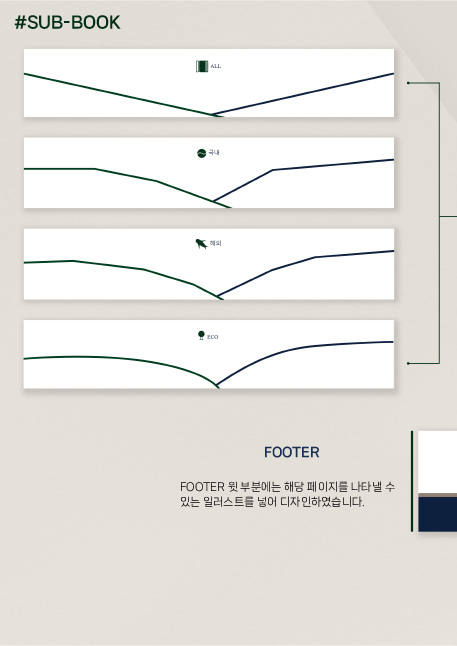 #SUB-BOOK
ALL
국내
해외
ECO
FOOTER
FOOTER 윗 부분에는 해당 페이지를 나타낼 수
있는 일러스트를 넣어 디자인하였습니다.